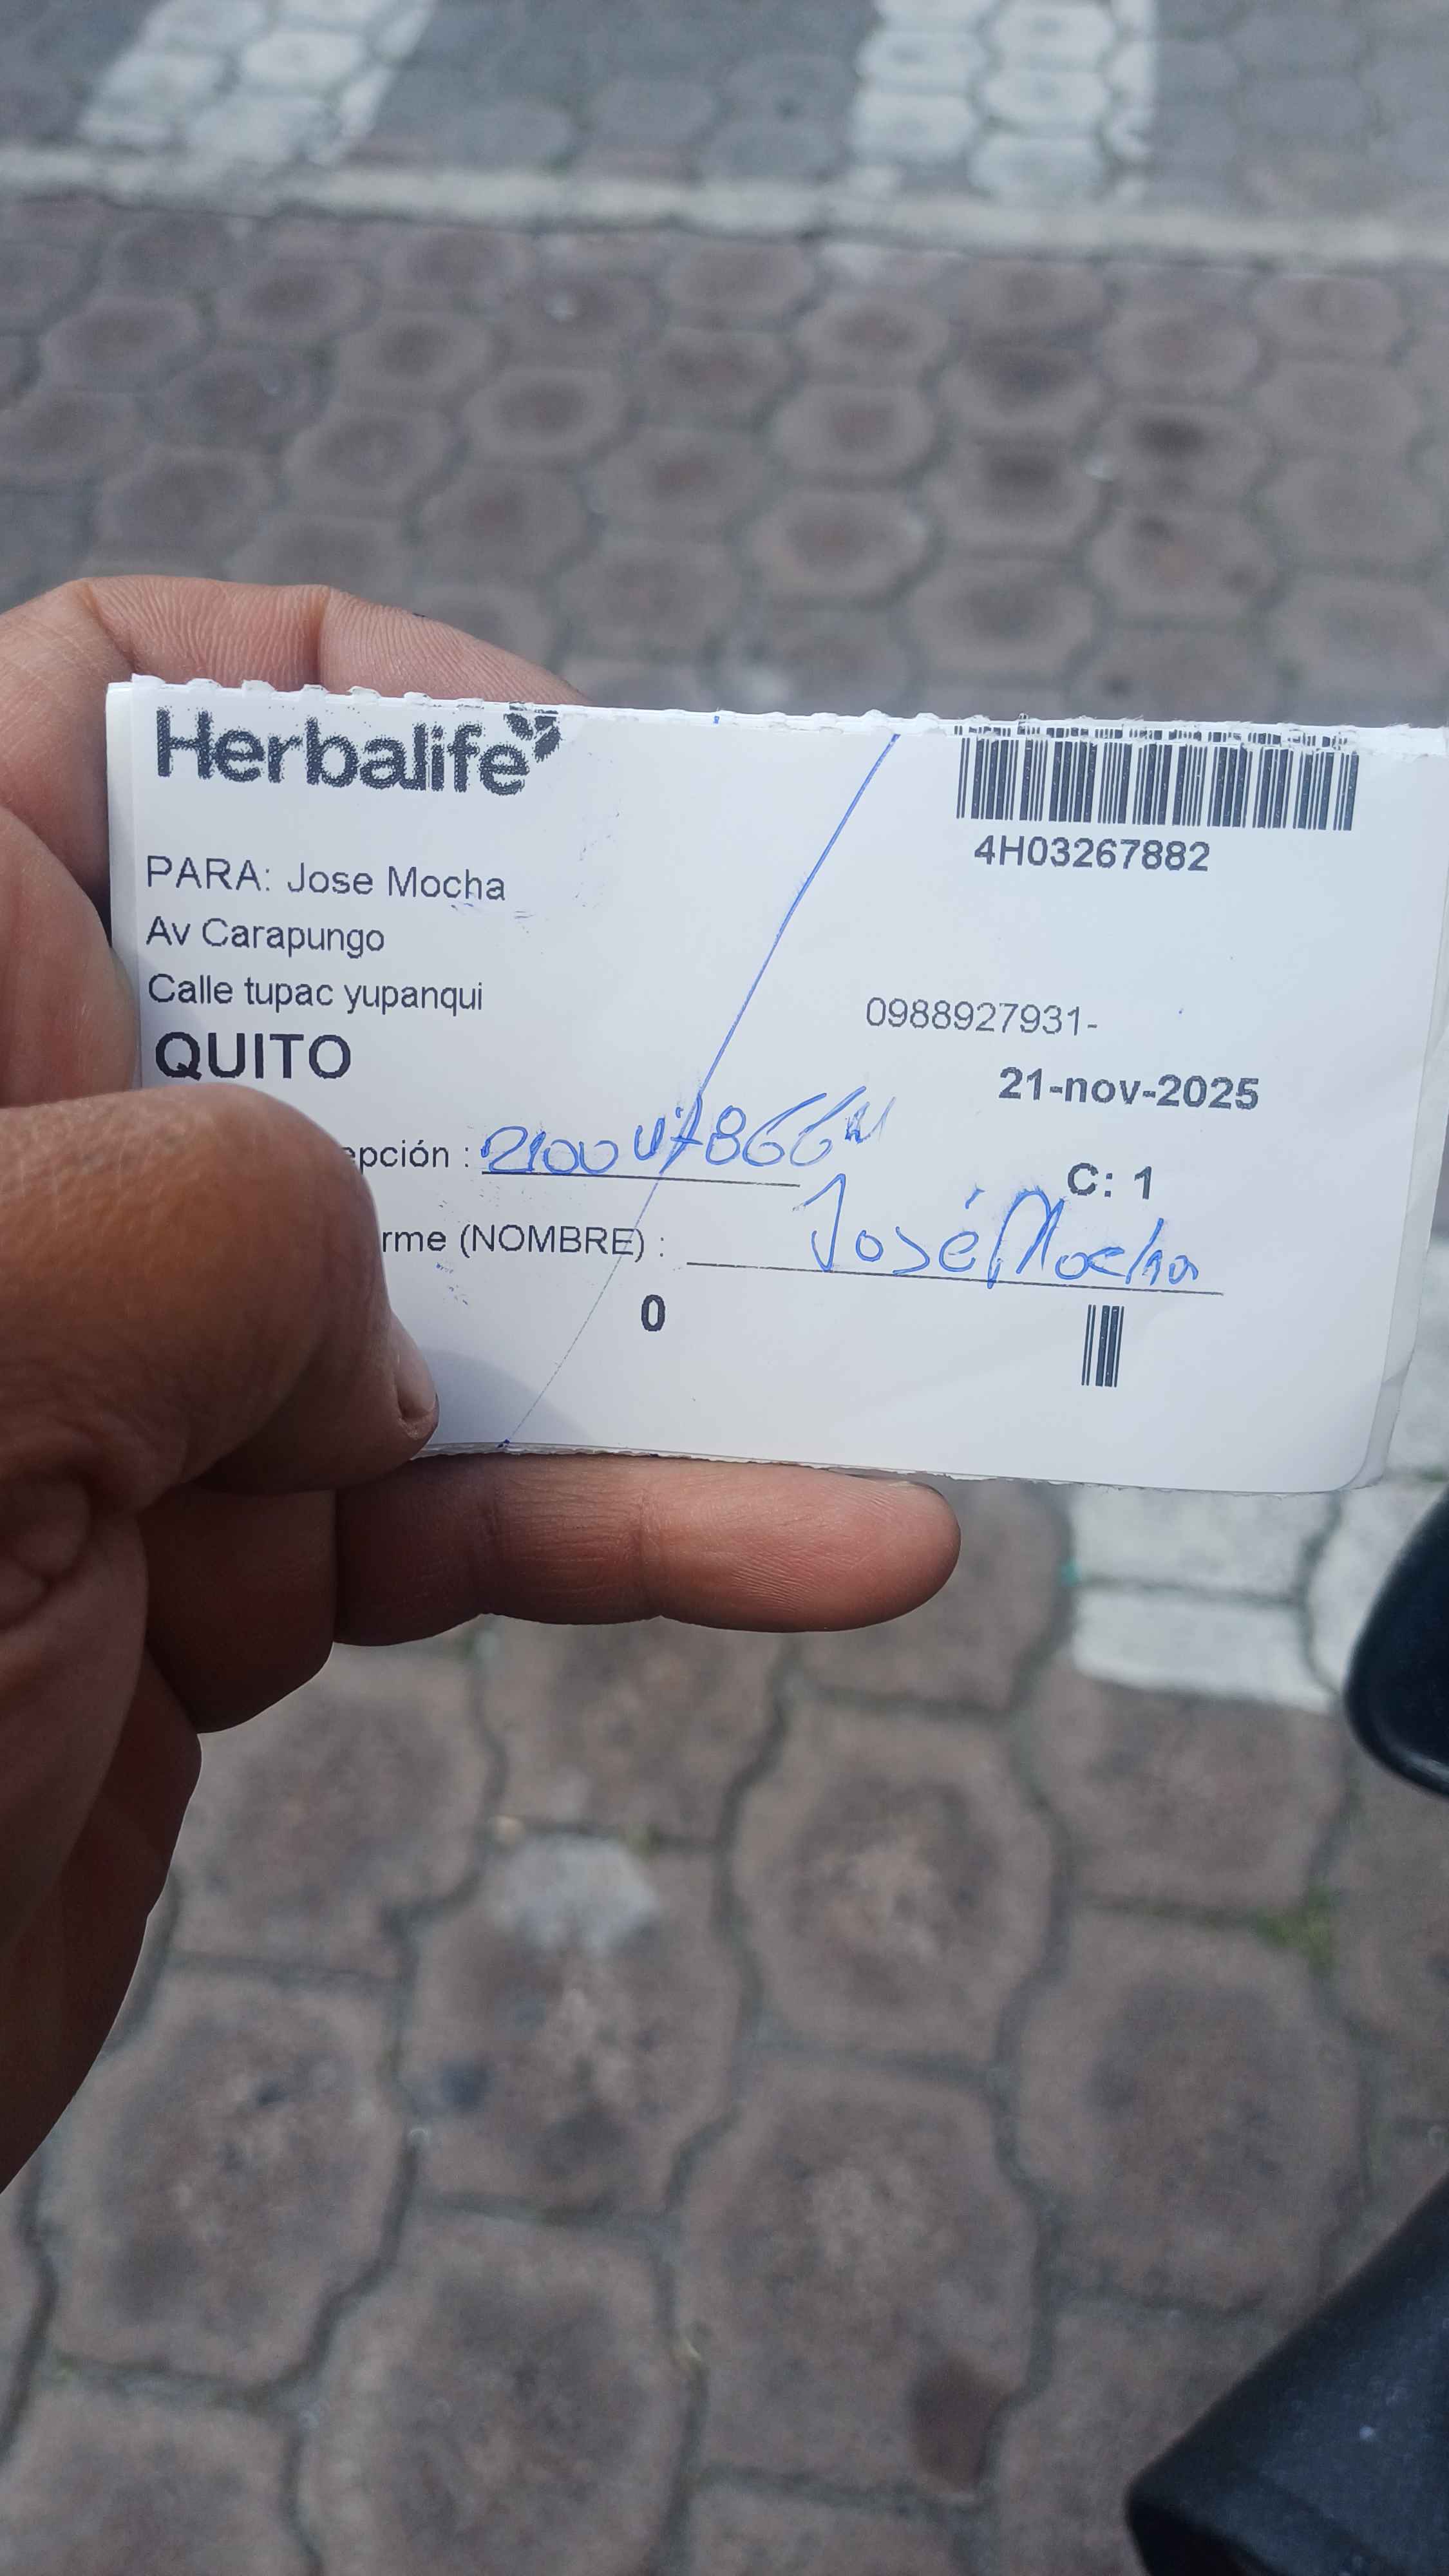 Herbalife
4H03267882
PARA: Jose Mocha
Av Carapungo
Calle tupac yupanqui
0988927931-
QUITO
21-nov-2025
epción :
C: 1
rme (NOMBRE) : José Mocha
0